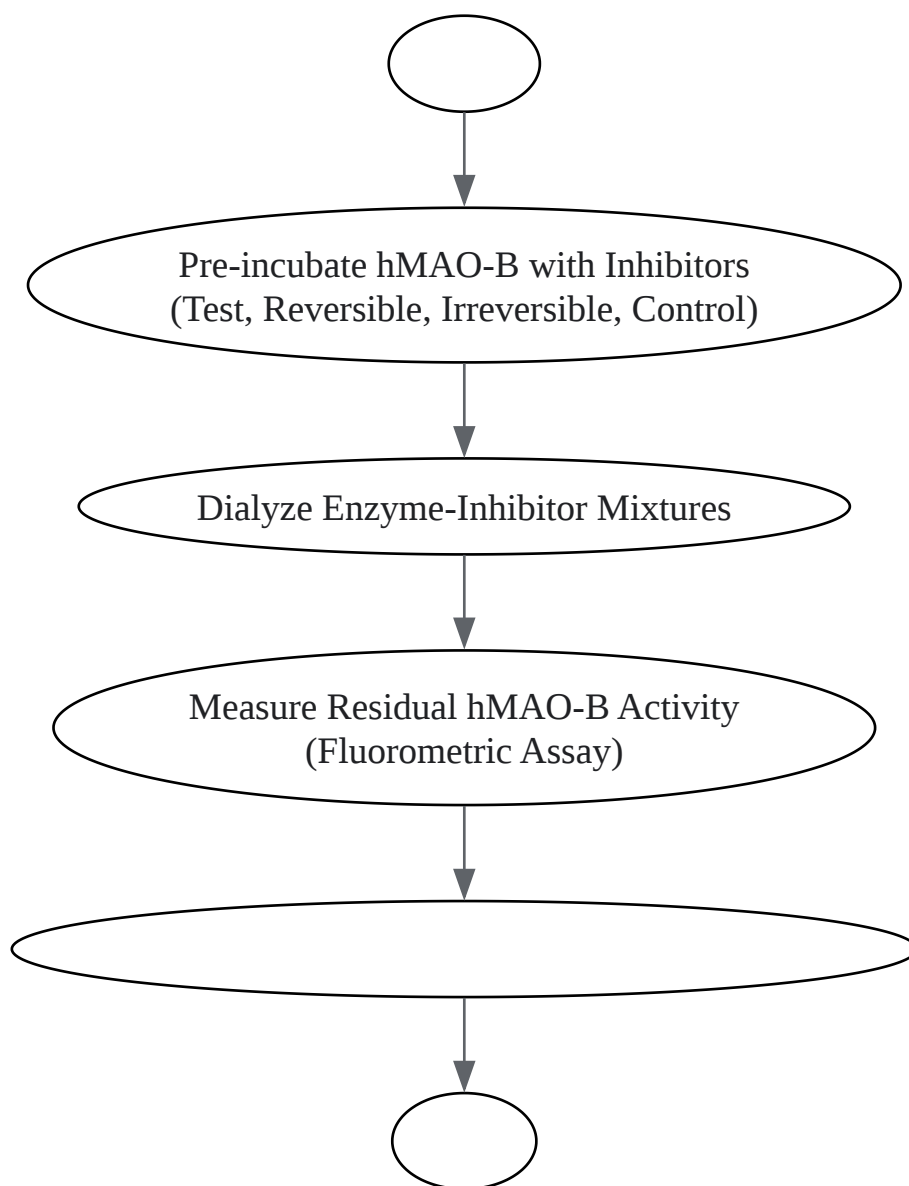 Pre-incubate hMAO-B with Inhibitors
(Test, Reversible, Irreversible, Control)
Dialyze Enzyme-Inhibitor Mixtures
Measure Residual hMAO-B Activity
(Fluorometric Assay)